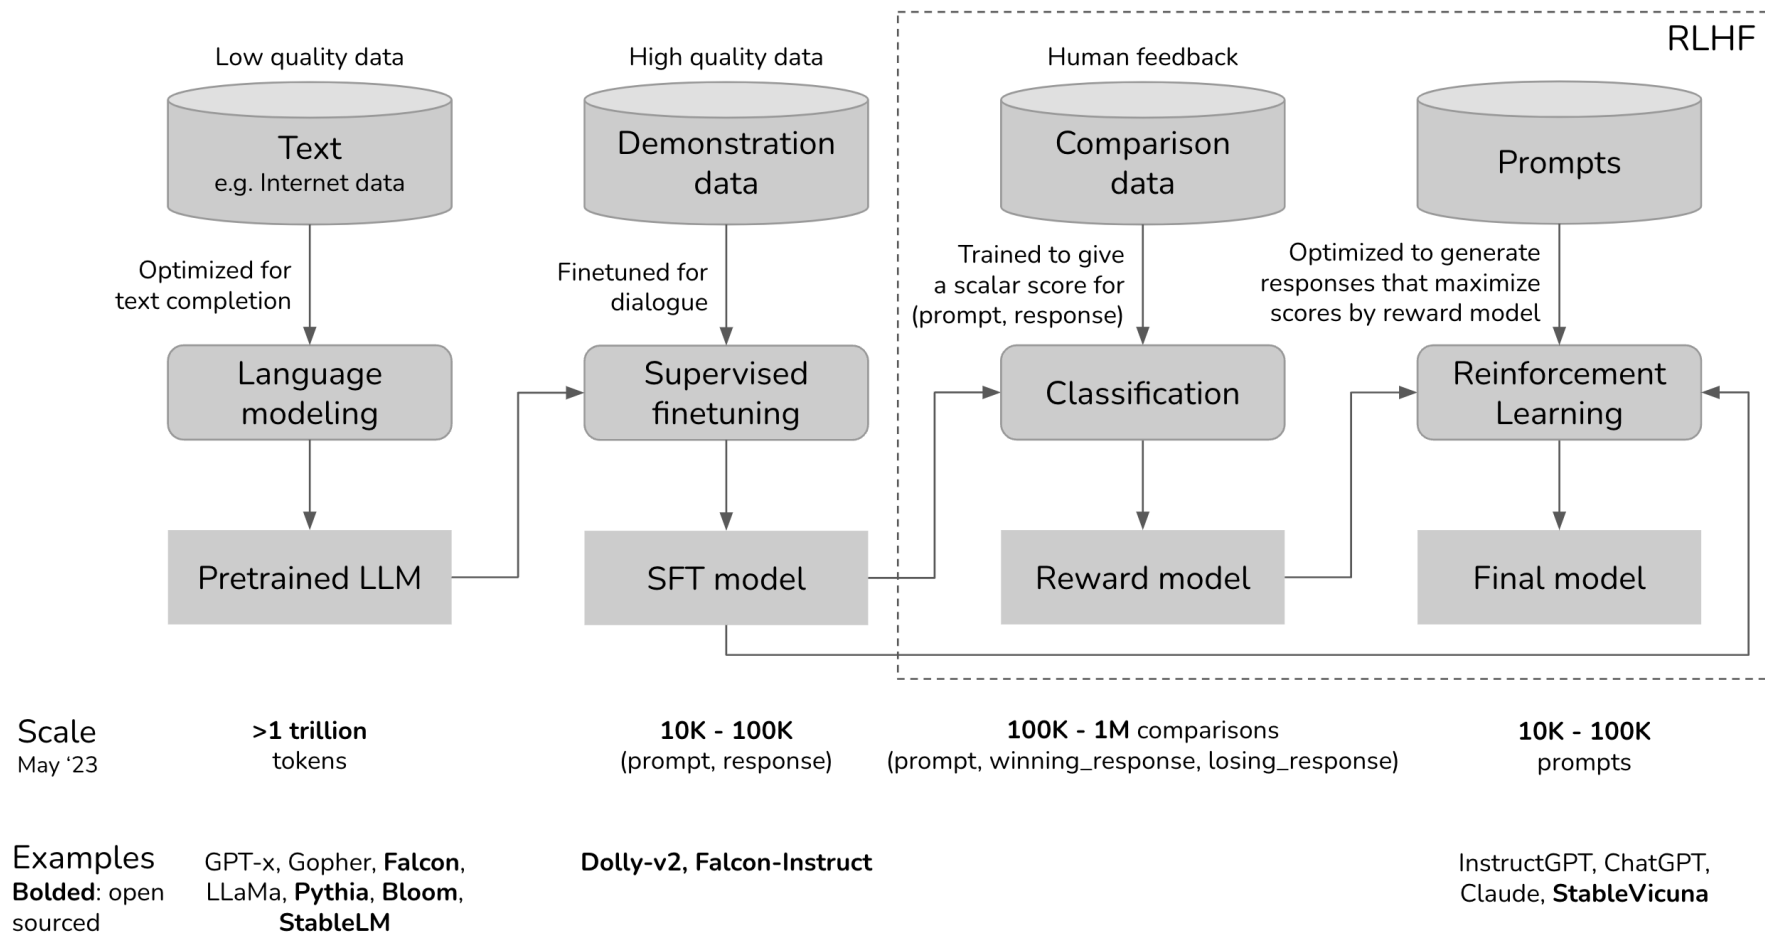 RLHF
Low quality data
High quality data
Human feedback
Text
e.g. Internet data
Demonstration
data
Comparison
data
Prompts
Optimized for
text completion
Finetuned for
dialogue
Trained to give
a scalar score for
(prompt, response)
Optimized to generate
responses that maximize
scores by reward model
Language
modeling
Supervised
finetuning
Classification
Reinforcement
Learning
Pretrained LLM
SFT model
Reward model
Final model
Scale
May ‘23
>1 trillion
tokens
10K - 100K
(prompt, response)
100K - 1M comparisons
(prompt, winning_response, losing_response)
10K - 100K
prompts
Examples
Bolded: open
sourced
GPT-x, Gopher, Falcon,
LLaMa, Pythia, Bloom,
StableLM
Dolly-v2, Falcon-Instruct
InstructGPT, ChatGPT,
Claude, StableVicuna